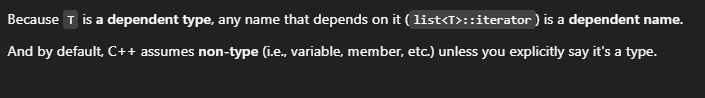 Because T is a dependent type, any name that depends on it ( list<T>::iterator ) is a dependent name.
And by default, C++ assumes non-type (i.e., variable, member, etc.) unless you explicitly say it's a type.